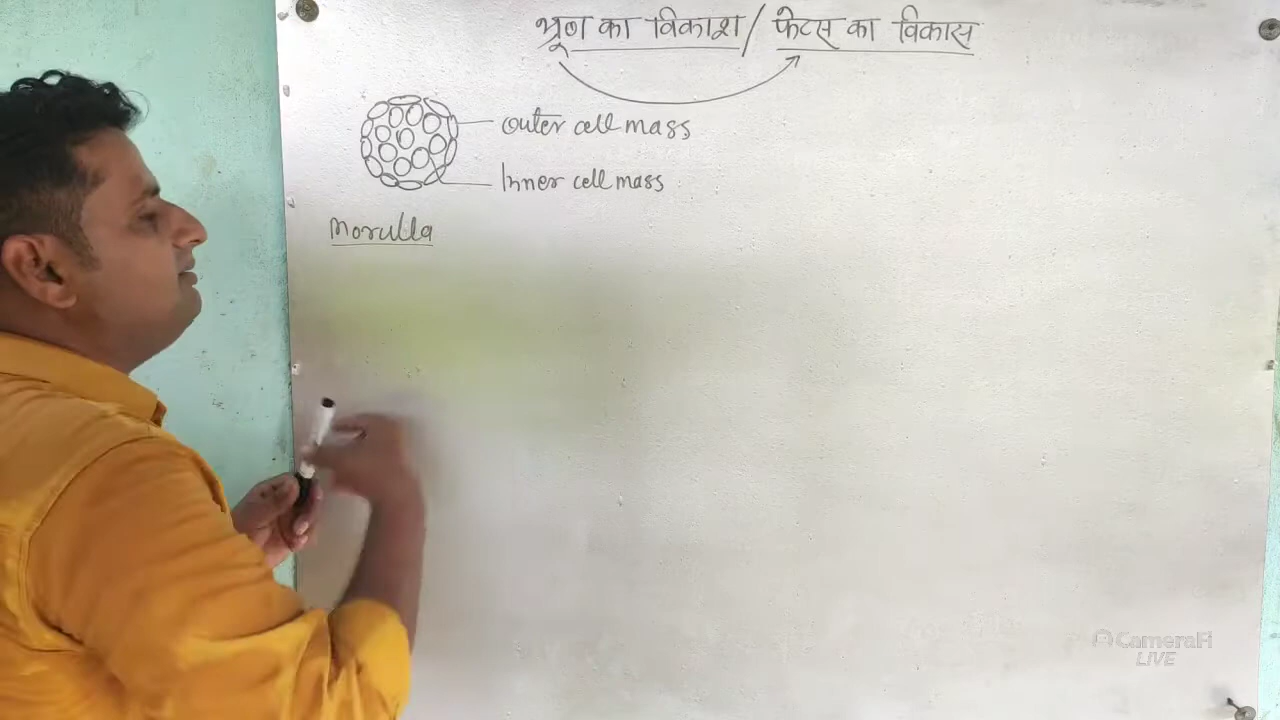 भ्रूण का विकाश / फेटस का विकास
outer cell mass
Inner cell mass
Morulla
CameraFi
LIVE